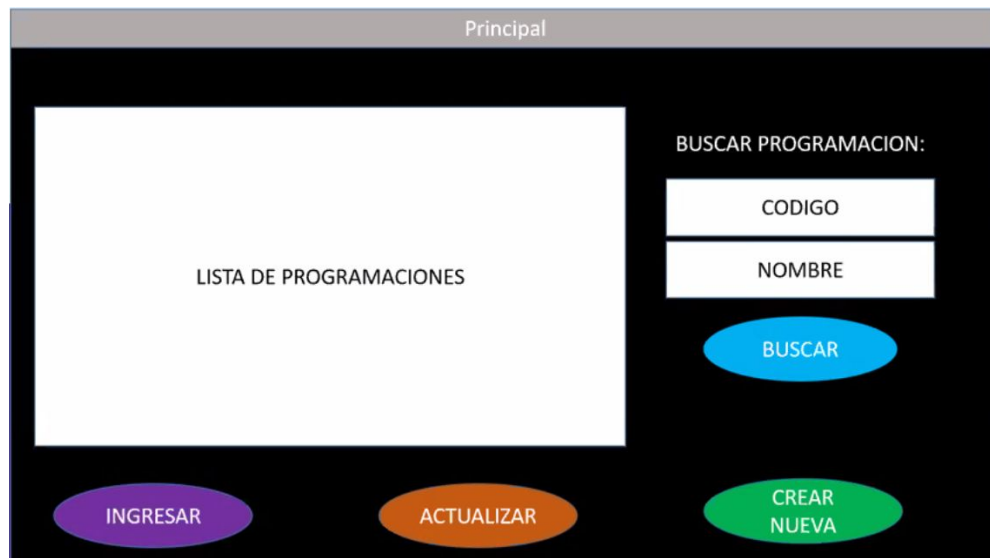 Principal
LISTA DE PROGRAMACIONES
BUSCAR PROGRAMACION:
CODIGO
NOMBRE
BUSCAR
INGRESAR
ACTUALIZAR
CREAR
NUEVA